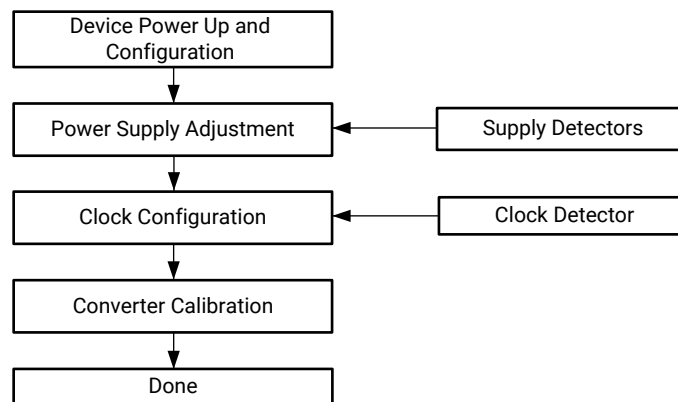 Device Power Up and
Configuration
Power Supply Adjustment
Supply Detectors
Clock Configuration
Clock Detector
Converter Calibration
Done